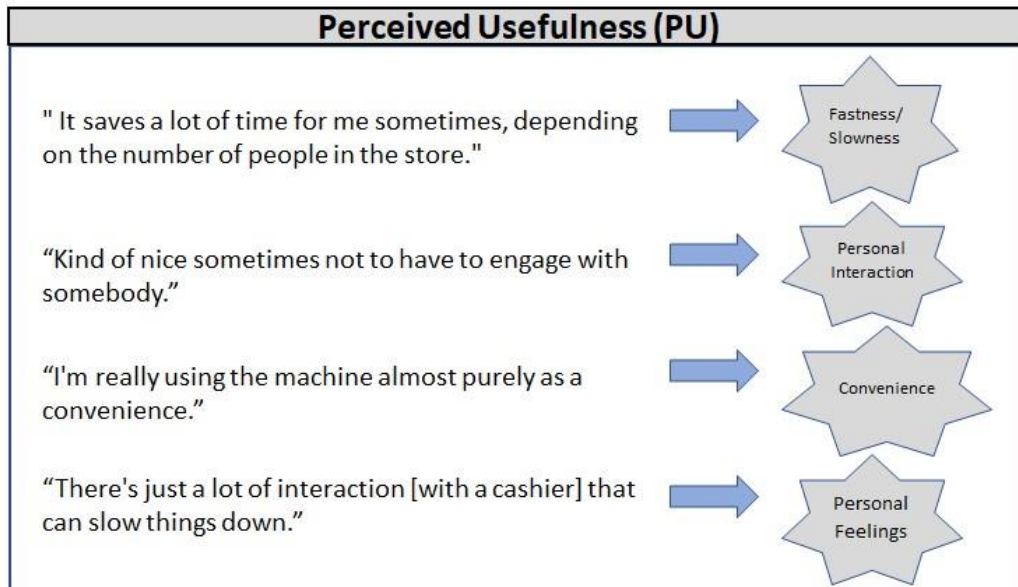 Perceived Usefulness (PU)
" It saves a lot of time for me sometimes, depending
on the number of people in the store."
Fastness/
Slowness
“Kind of nice sometimes not to have to engage with
somebody.”
Personal
Interaction
“I'm really using the machine almost purely as a
convenience.”
Convenience
“There's just a lot of interaction [with a cashier] that
can slow things down.”
Personal
Feelings